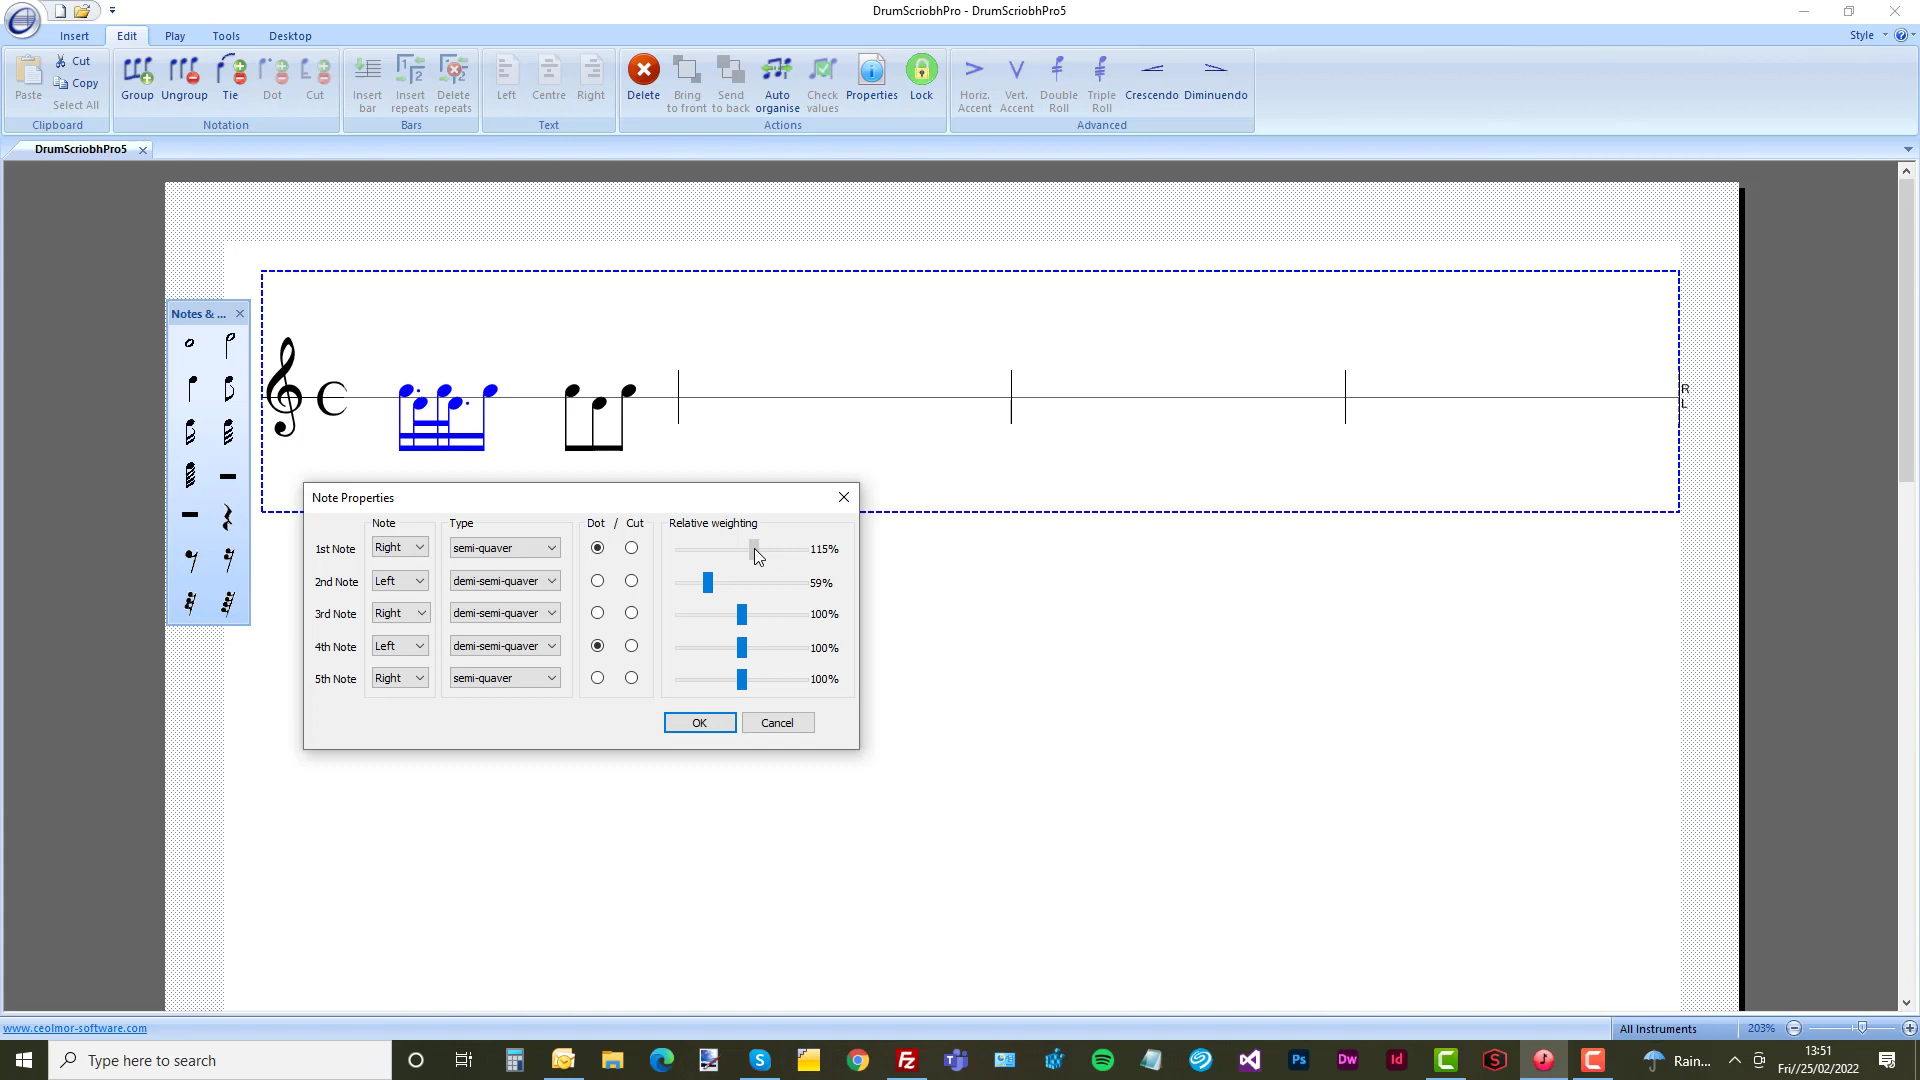 DrumScriobhPro - DrumScriobhPro5
Insert Edit Play Tools Desktop Style
Paste Cut Copy Select All
Clipboard
Group Ungroup Tie Dot Cut
Notation
Insert bar Insert repeats Delete repeats
Bars
Left Centre Right
Text
Delete Bring to front Send to back Auto organise Check values Properties Lock
Actions
Horiz. Accent Vert. Accent Double Roll Triple Roll Crescendo Diminuendo
Advanced
DrumScriobhPro5
Notes & ...
R
L
Note Properties
Note Type Dot / Cut Relative weighting
1st Note Right semi-quaver 115%
2nd Note Left demi-semi-quaver 59%
3rd Note Right demi-semi-quaver 100%
4th Note Left demi-semi-quaver 100%
5th Note Right semi-quaver 100%
OK Cancel
www.ceolmor-software.com All Instruments 203%
Type here to search Rain... 13:51
Fri//25/02/2022